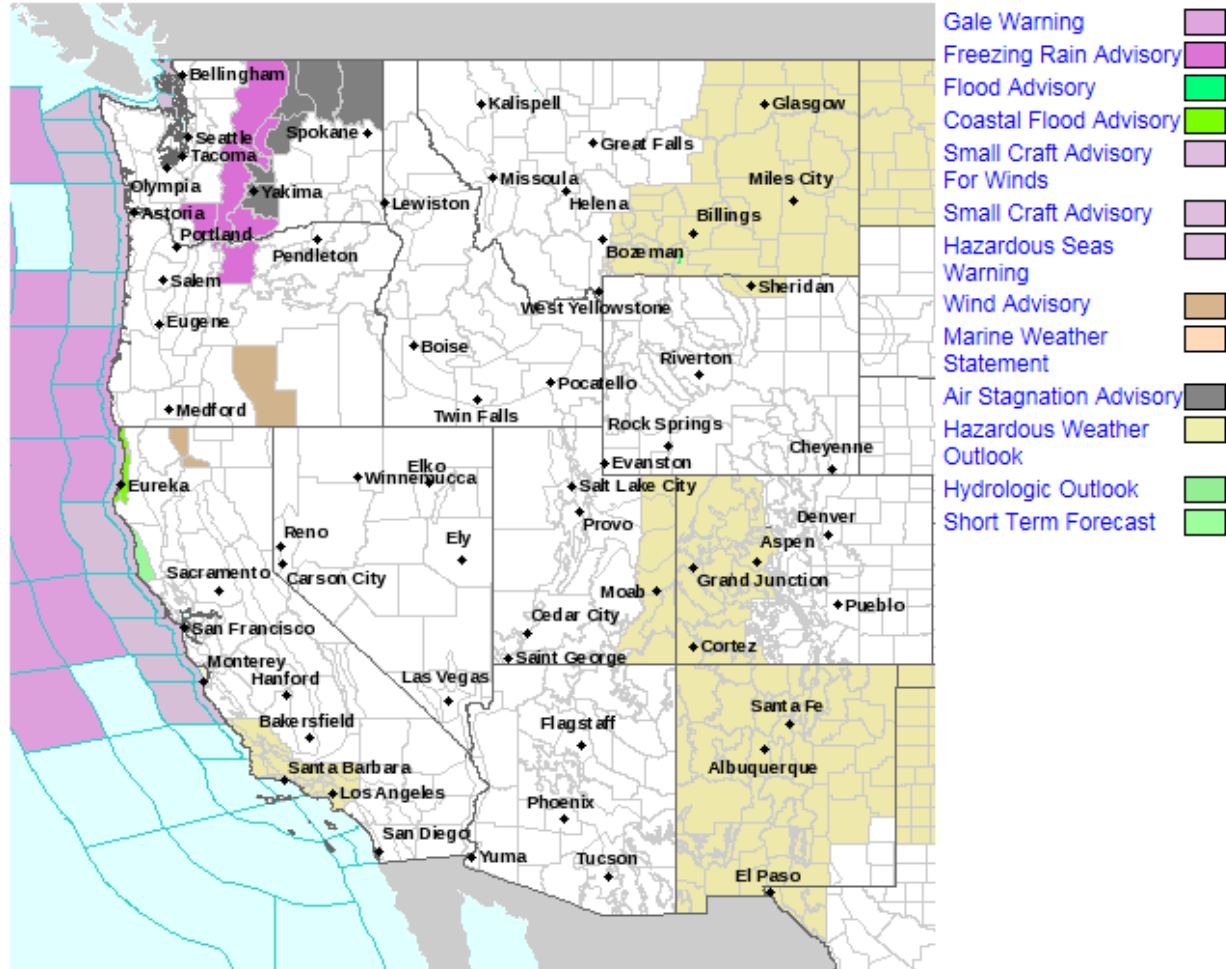 Bellingham
Seattle
Tacoma
Olympia
Spokane
Yakima
Astoria
Portland
Pendleton
Salem
Eugene
Medford
Lewiston
Kalispell
Great Falls
Missoula
Helena
Glasgow
Miles City
Billings
Bozeman
West Yellowstone
Sheridan
Boise
Pocatello
Twin Falls
Riverton
Rock Springs
Evanston
Cheyenne
Eureka
Elko
Winnemucca
Reno
Carson City
Ely
Salt Lake City
Provo
Moab
Cedar City
Saint George
Denver
Aspen
Grand Junction
Pueblo
Cortez
Sacramento
San Francisco
Monterey
Hanford
Bakersfield
Las Vegas
Santa Barbara
Los Angeles
San Diego
Flagstaff
Phoenix
Yuma
Tucson
Santa Fe
Albuquerque
El Paso
Gale Warning
Freezing Rain Advisory
Flood Advisory
Coastal Flood Advisory
Small Craft Advisory
For Winds
Small Craft Advisory
Hazardous Seas
Warning
Wind Advisory
Marine Weather
Statement
Air Stagnation Advisory
Hazardous Weather
Outlook
Hydrologic Outlook
Short Term Forecast